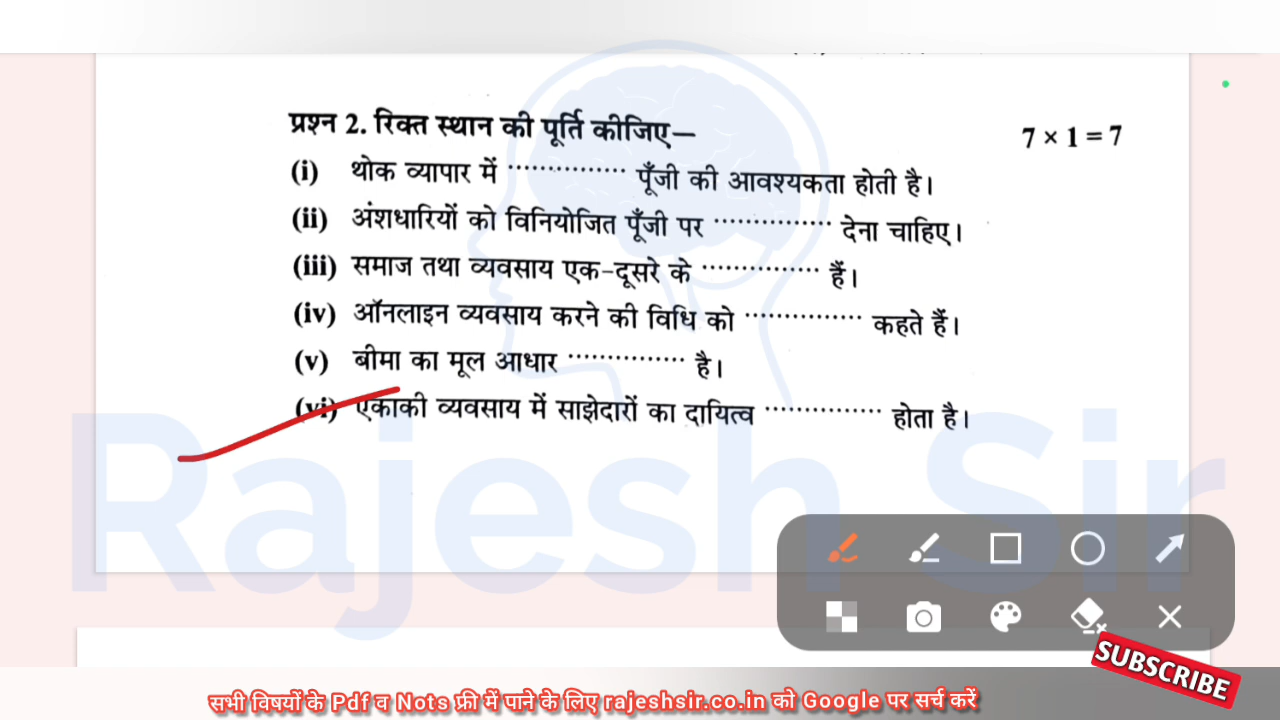 प्रश्न 2. रिक्त स्थान की पूर्ति कीजिए— 7 × 1 = 7
(i) थोक व्यापार में ............... पूँजी की आवश्यकता होती है।
(ii) अंशधारियों को विनियोजित पूँजी पर ............... देना चाहिए।
(iii) समाज तथा व्यवसाय एक-दूसरे के ............... हैं।
(iv) ऑनलाइन व्यवसाय करने की विधि को ............... कहते हैं।
(v) बीमा का मूल आधार ............... है।
(vi) एकाकी व्यवसाय में साझेदारों का दायित्व ............... होता है।
Rajesh Sir
SUBSCRIBE
सभी विषयों के Pdf व Nots फ्री में पाने के लिए rajeshsir.co.in को Google पर सर्च करें